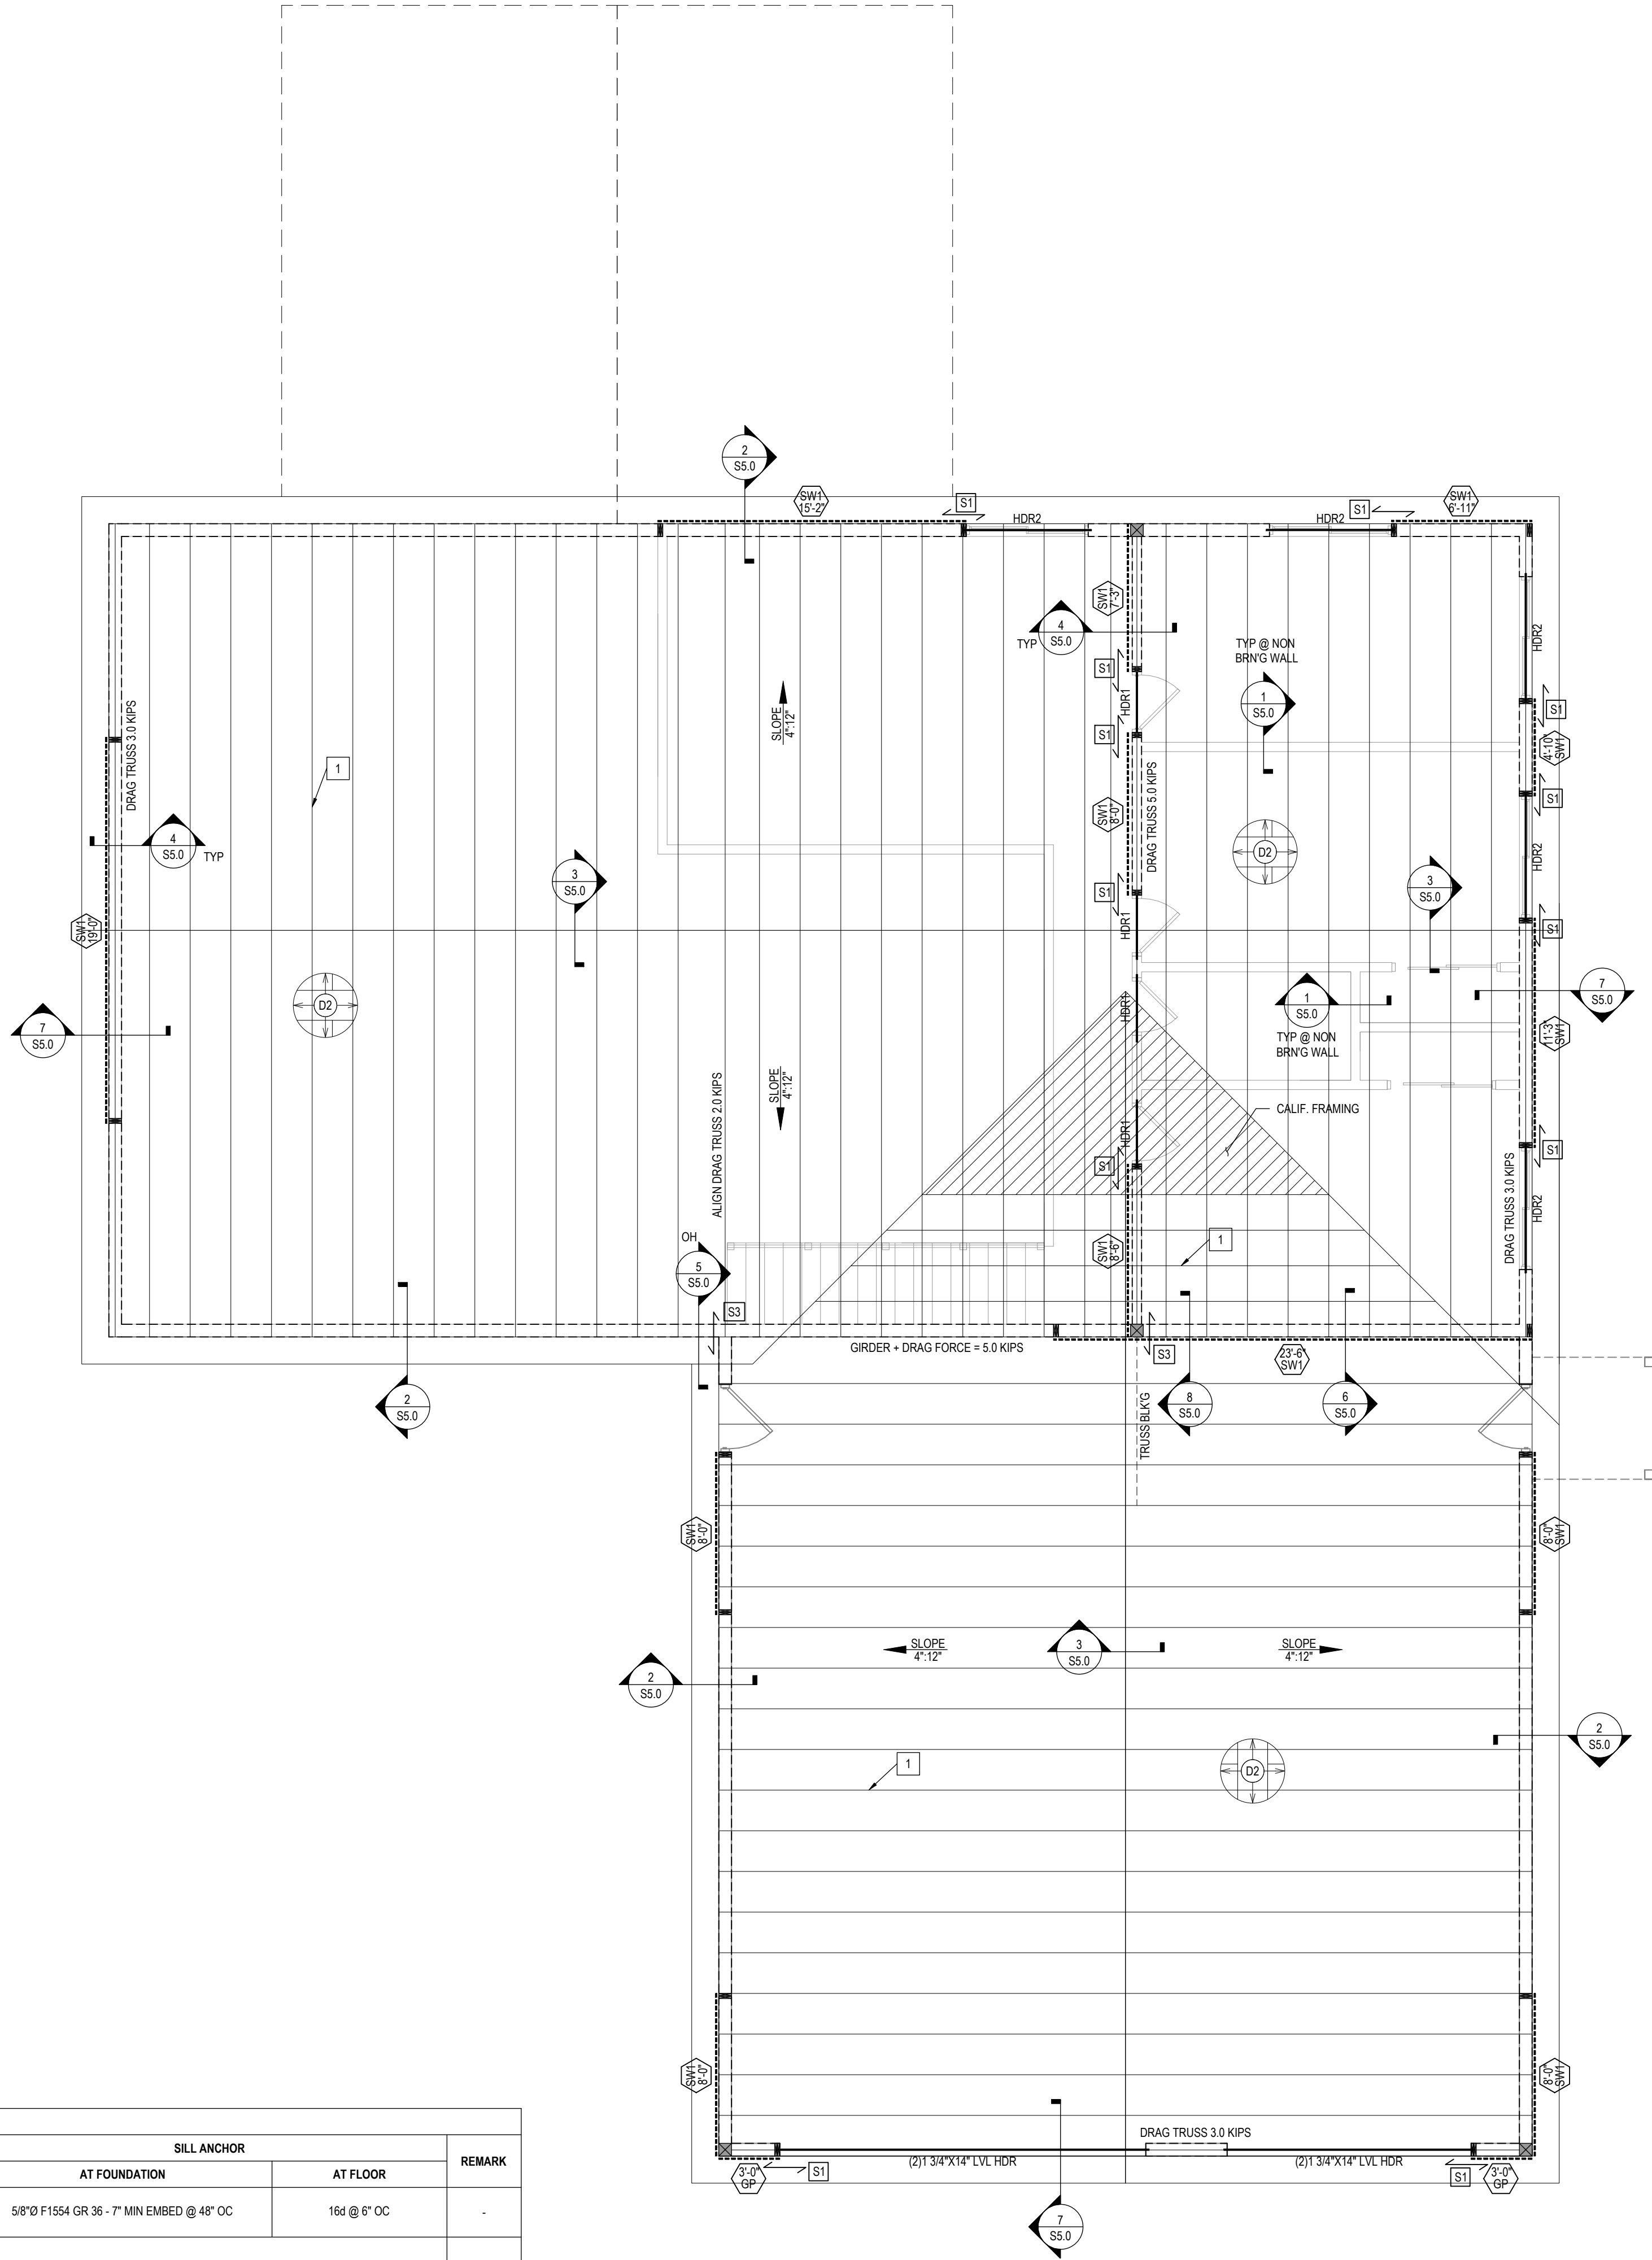 2
S5.0
SW1
15'-2"
S1
HDR2
HDR2
S1
SW1
6'-11"
SW1
7'-3"
4
S5.0
TYP
TYP @ NON
BRN'G WALL
HDR2
S1
HDR1
1
S5.0
S1
SLOPE
4":12"
DRAG TRUSS 3.0 KIPS
S1
4'-10"
SW1
1
DRAG TRUSS 5.0 KIPS
S1
SW1
8'-0"
4
S5.0
TYP
D2
HDR2
3
S5.0
3
S5.0
S1
HDR1
SW1
19'-0"
S1
D2
7
S5.0
HDR1
1
S5.0
TYP @ NON
BRN'G WALL
7
S5.0
11'-3"
SW1
SLOPE
4":12"
ALIGN DRAG TRUSS 2.0 KIPS
CALIF. FRAMING
HDR1
S1
S1
DRAG TRUSS 3.0 KIPS
HDR2
OH
5
S5.0
SW1
8'-6"
1
S3
GIRDER + DRAG FORCE = 5.0 KIPS
S3
23'-6"
SW1
2
S5.0
8
S5.0
6
S5.0
TRUSS BLK'G
SW1
8'-0"
8'-0"
SW1
SLOPE
4":12"
3
S5.0
SLOPE
4":12"
2
S5.0
2
S5.0
1
D2
SW1
8'-0"
8'-0"
SW1
DRAG TRUSS 3.0 KIPS
(2)1 3/4"X14" LVL HDR
(2)1 3/4"X14" LVL HDR
3'-0"
GP
S1
S1
3'-0"
GP
7
S5.0
SILL ANCHOR
REMARK
AT FOUNDATION
AT FLOOR
5/8"Ø F1554 GR 36 - 7" MIN EMBED @ 48" OC
16d @ 6" OC
-